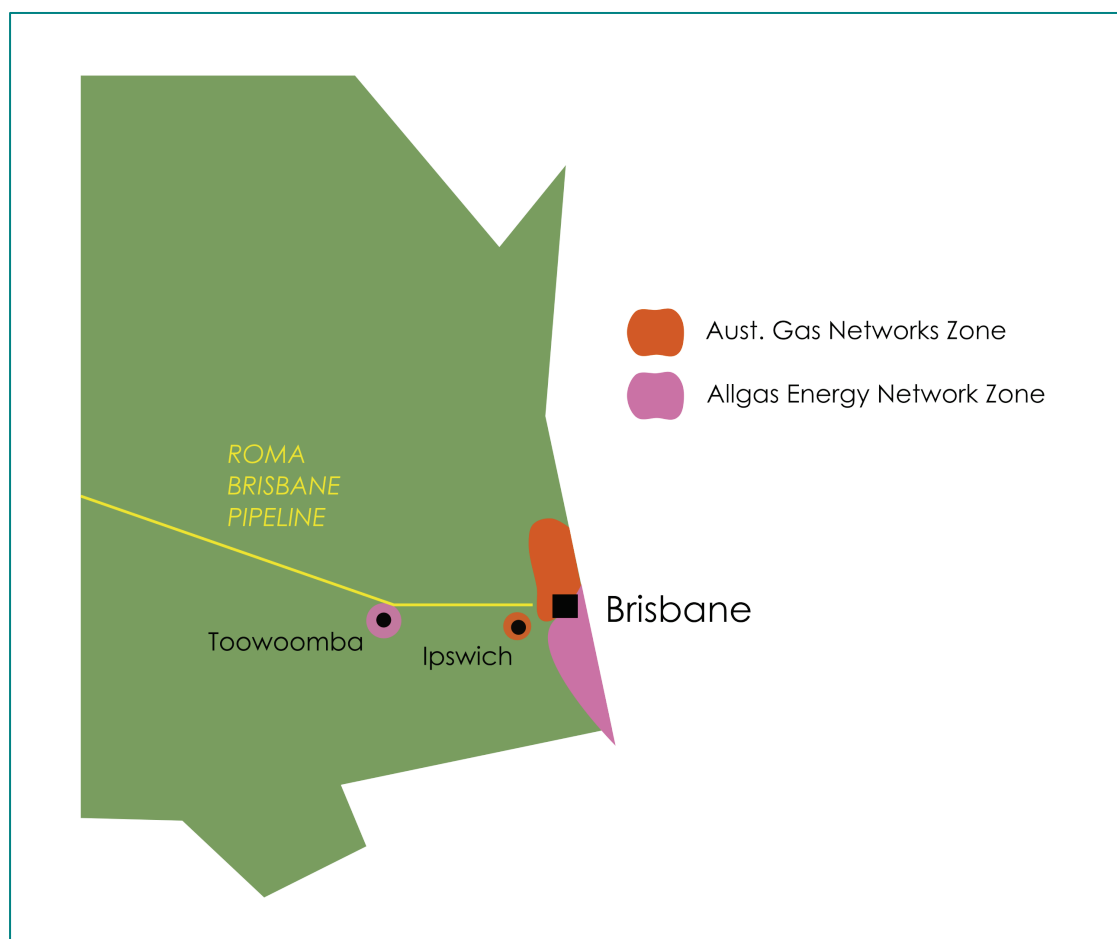 Aust. Gas Networks Zone
Allgas Energy Network Zone
ROMA
BRISBANE
PIPELINE
Brisbane
Toowoomba
Ipswich